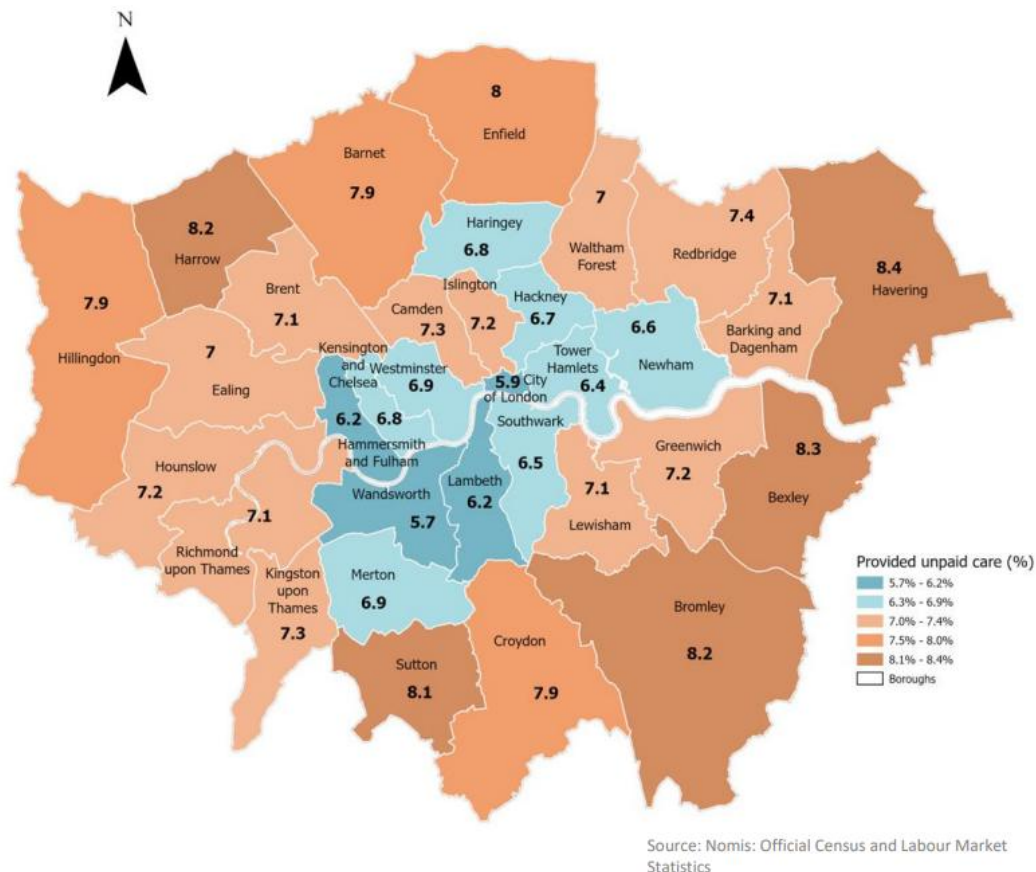 N
8
Enfield
Barnet
7.9
8.2
Harrow
Haringey
6.8
7
Waltham
Forest
7.4
Redbridge
8.4
Havering
7.9
Hillingdon
Brent
7.1
Camden
7.3
Islington
7.2
Hackney
6.7
6.6
Newham
7.1
Barking and
Dagenham
7
Ealing
Kensington
and
Chelsea
6.8
Westminster
6.9
5.9
City
of London
Tower
Hamlets
6.4
6.2
Hammersmith
and Fulham
Southwark
6.5
Hounslow
7.2
7.1
Richmond
upon Thames
Wandsworth
5.7
Lambeth
6.2
7.1
Lewisham
Greenwich
7.2
8.3
Bexley
Kingston
upon
Thames
7.3
Merton
6.9
Sutton
8.1
Croydon
7.9
Bromley
8.2
Provided unpaid care (%)
5.7% - 6.2%
6.3% - 6.9%
7.0% - 7.4%
7.5% - 8.0%
8.1% - 8.4%
Boroughs
Source: Nomis: Official Census and Labour Market
Statistics